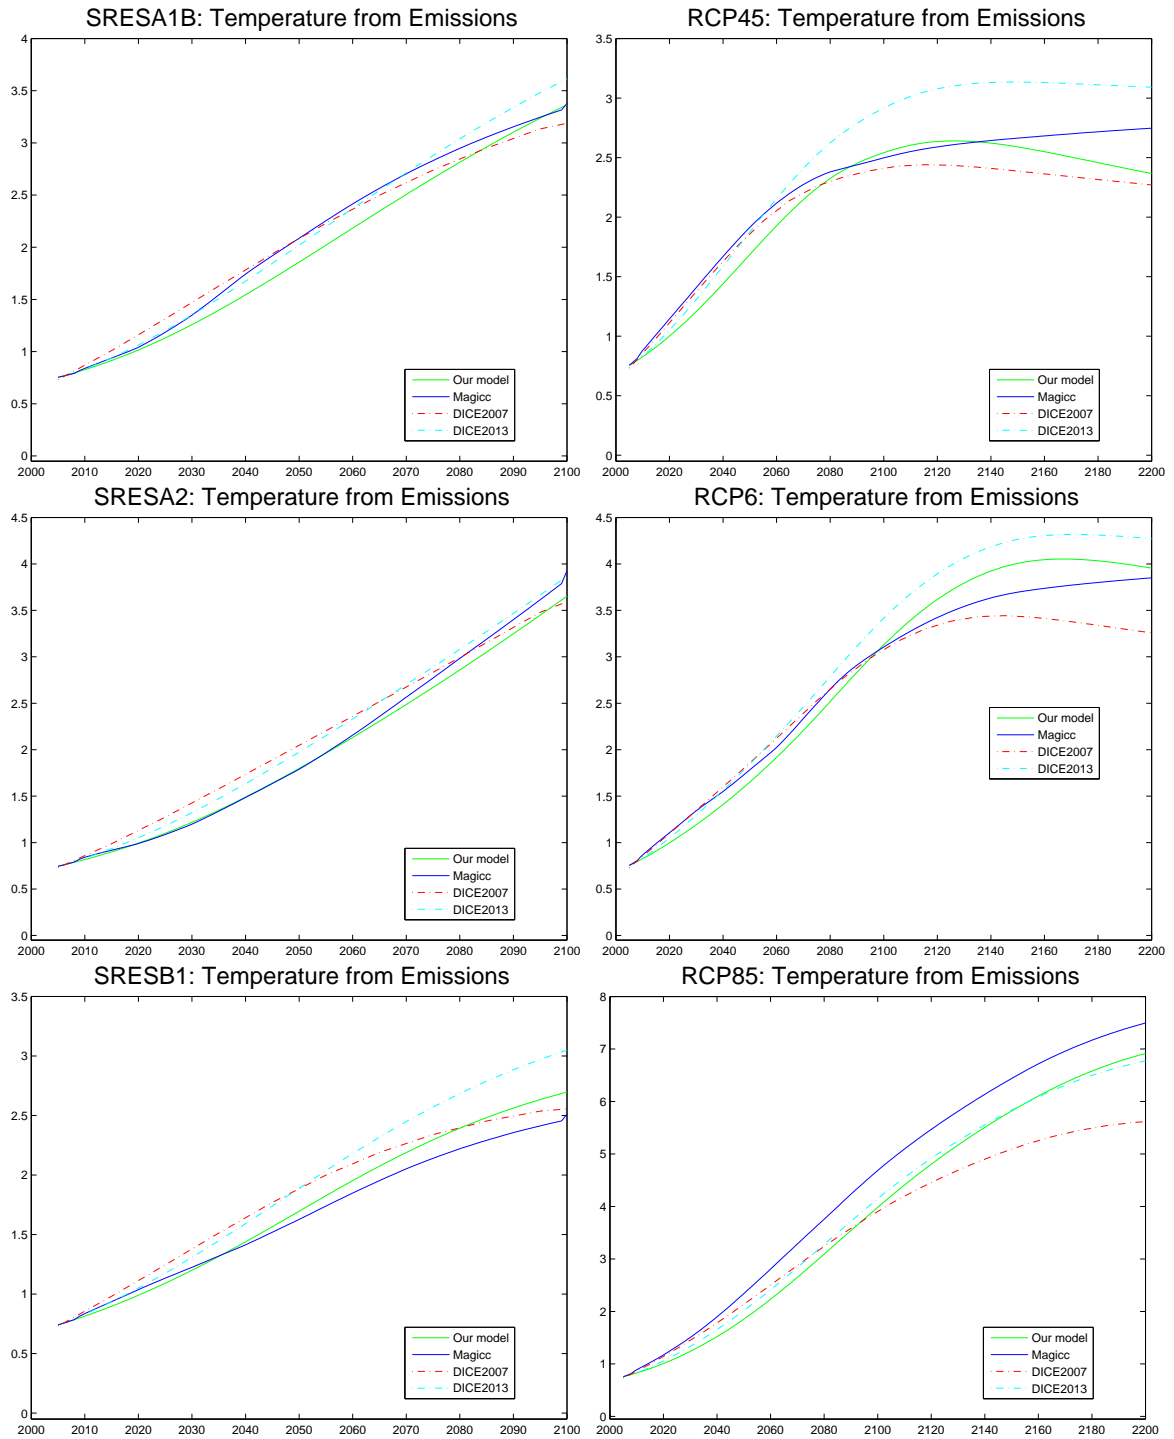 SRESA1B: Temperature from Emissions
4
3.5
3
2.5
2
1.5
1
0.5
0
2000 2010 2020 2030 2040 2050 2060 2070 2080 2090 2100
Our model
Magicc
DICE2007
DICE2013
RCP45: Temperature from Emissions
3.5
3
2.5
2
1.5
1
0.5
0
2000 2020 2040 2060 2080 2100 2120 2140 2160 2180 2200
Our model
Magicc
DICE2007
DICE2013
SRESA2: Temperature from Emissions
4.5
4
3.5
3
2.5
2
1.5
1
0.5
0
2000 2010 2020 2030 2040 2050 2060 2070 2080 2090 2100
Our model
Magicc
DICE2007
DICE2013
RCP6: Temperature from Emissions
4.5
4
3.5
3
2.5
2
1.5
1
0.5
0
2000 2020 2040 2060 2080 2100 2120 2140 2160 2180 2200
Our model
Magicc
DICE2007
DICE2013
SRESB1: Temperature from Emissions
3.5
3
2.5
2
1.5
1
0.5
0
2000 2010 2020 2030 2040 2050 2060 2070 2080 2090 2100
Our model
Magicc
DICE2007
DICE2013
RCP85: Temperature from Emissions
8
7
6
5
4
3
2
1
0
2000 2020 2040 2060 2080 2100 2120 2140 2160 2180 2200
Our model
Magicc
DICE2007
DICE2013